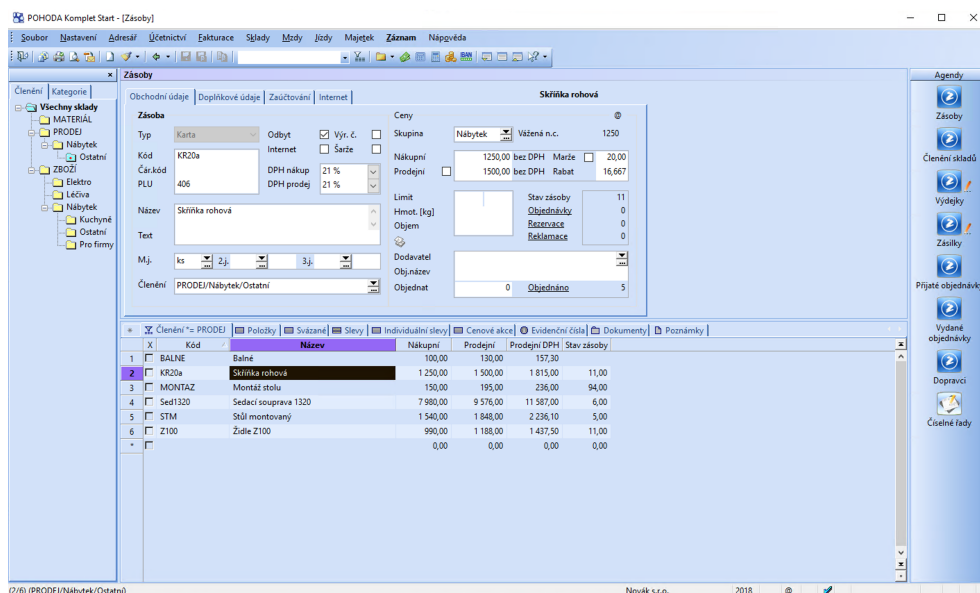 POHODA Komplet Start - [Zásoby]
Soubor Nastavení Adresář Účetnictví Fakturace Sklady Mzdy Jízdy Majetek Záznam Nápověda
IBAN
Členění Kategorie
Všechny sklady
MATERIÁL
PRODEJ
Nábytek
Ostatní
ZBOŽÍ
Elektro
Léčiva
Nábytek
Kuchyně
Ostatní
Pro firmy
Zásoby
Obchodní údaje Doplňkové údaje Zaúčtování Internet Skříňka rohová
Zásoba Ceny @
Typ Karta Odbyt Výr. č. Skupina Nábytek Vážená n.c. 1250
Internet Šarže
Kód KR20a Nákupní 1250,00 bez DPH Marže 20,00
Čár.kód DPH nákup 21 % Prodejní 1500,00 bez DPH Rabat 16,667
PLU 406 DPH prodej 21 %
Limit Stav zásoby 11
Název Skříňka rohová Hmot. [kg] Objednávky 0
Objem Rezervace 0
Text Reklamace 0
M.j. ks 2.j. 3.j. Dodavatel
Obj.název
Členění PRODEJ/Nábytek/Ostatní Objednat 0 Objednáno 5
Členění *= PRODEJ Položky Svázané Slevy Individuální slevy Cenové akce Evidenční čísla Dokumenty Poznámky
X Kód Název Nákupní Prodejní Prodejní DPH Stav zásoby
1 BALNE Balné 100,00 130,00 157,30
2 KR20a Skříňka rohová 1 250,00 1 500,00 1 815,00 11,00
3 MONTAZ Montáž stolu 150,00 195,00 236,00 94,00
4 Sed1320 Sedací souprava 1320 7 980,00 9 576,00 11 587,00 6,00
5 STM Stůl montovaný 1 540,00 1 848,00 2 236,10 5,00
6 Z100 Židle Z100 990,00 1 188,00 1 437,50 11,00
* 0,00 0,00 0,00 0,00
Agendy
Zásoby
Členění skladů
Výdejky
Zásilky
Přijaté objednávky
Vydané
objednávky
Dopravci
Číselné řady
(2/6) (PRODEJ/Nábytek/Ostatní) Novák s.r.o. 2018 @